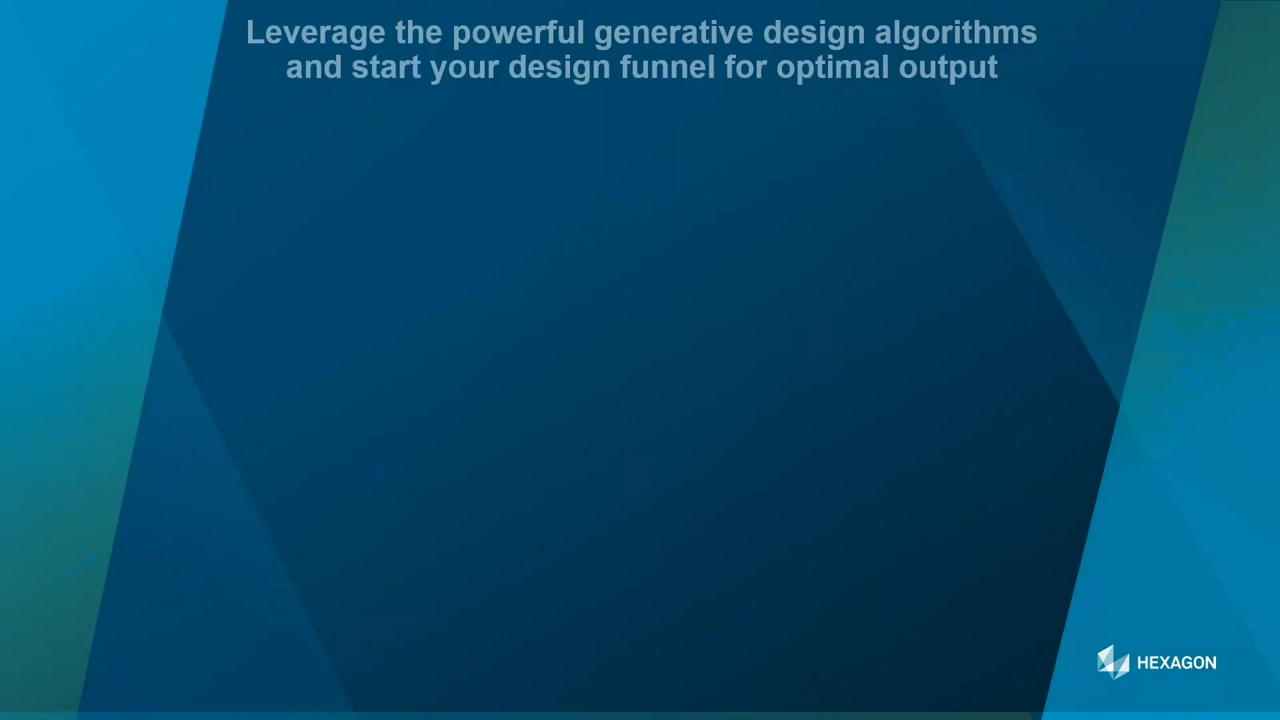 Leverage the powerful generative design algorithms
and start your design funnel for optimal output
HEXAGON